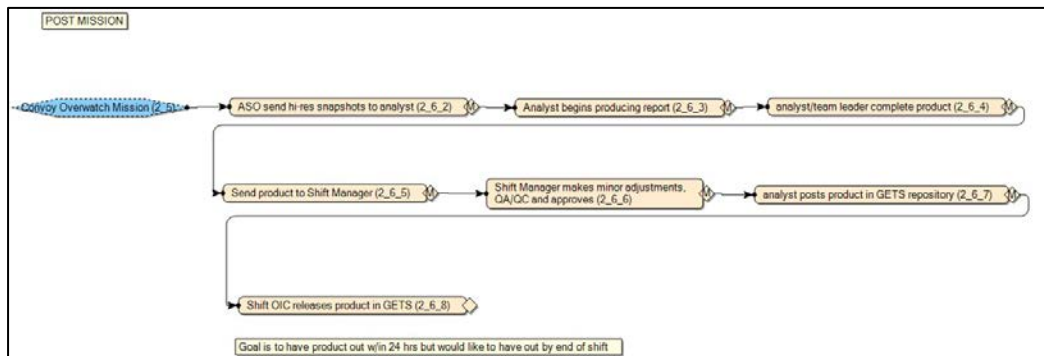 POST MISSION
Convoy Overwatch Mission (2_5)
ASO send hi-res snapshots to analyst (2_6_2)
M
Analyst begins producing report (2_6_3)
M
analyst/team leader complete product (2_6_4)
M
Send product to Shift Manager (2_6_5)
M
Shift Manager makes minor adjustments,
QA/QC and approves (2_6_6)
M
analyst posts product in GETS repository (2_6_7)
M
Shift OIC releases product in GETS (2_6_8)
Goal is to have product out w/in 24 hrs but would like to have out by end of shift